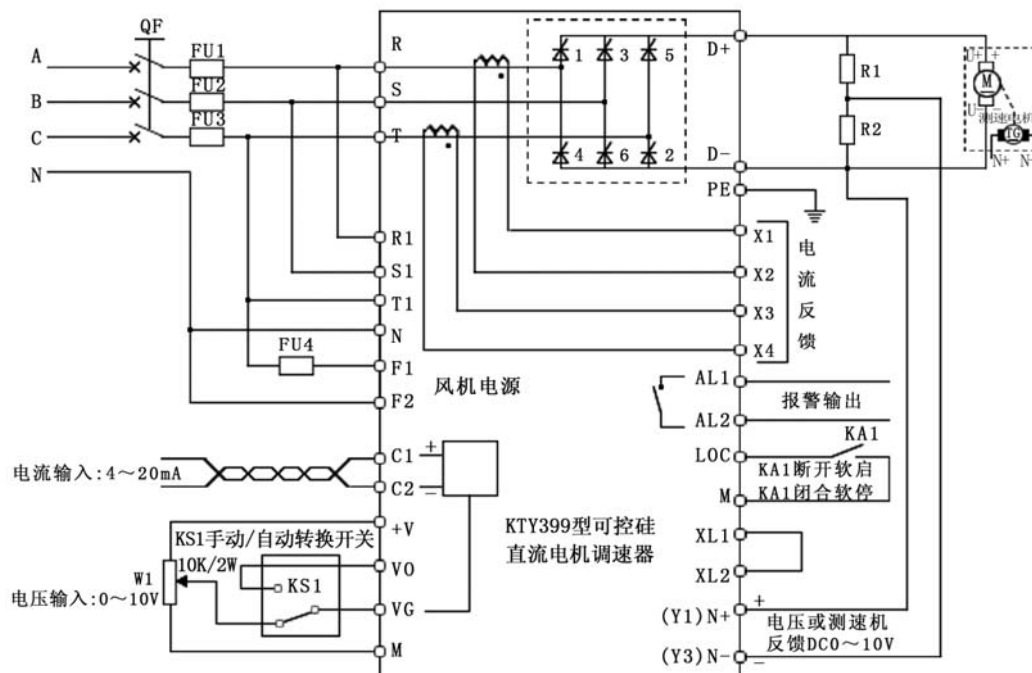 QF
A
FU1
R
1
3
5
D+
U+
+
R1
B
FU2
S
M
C
FU3
T
R2
U-
-
测速电机
TG
N
4
6
2
D-
N+
N-
PE
R1
X1
电流反馈
S1
X2
T1
X3
N
FU4
F1
X4
风机电源
AL1
F2
报警输出
AL2
KA1
电流输入:4～20mA
C1
+
LOC
KA1断开软启
C2
-
M
KA1闭合软停
+V
KTY399型可控硅
直流电机调速器
XL1
KS1手动/自动转换开关
10K/2W
VO
XL2
W1
KS1
电压输入:0～10V
VG
(Y1)N+
+
电压或测速机
反馈DC0～10V
M
(Y3)N-
-